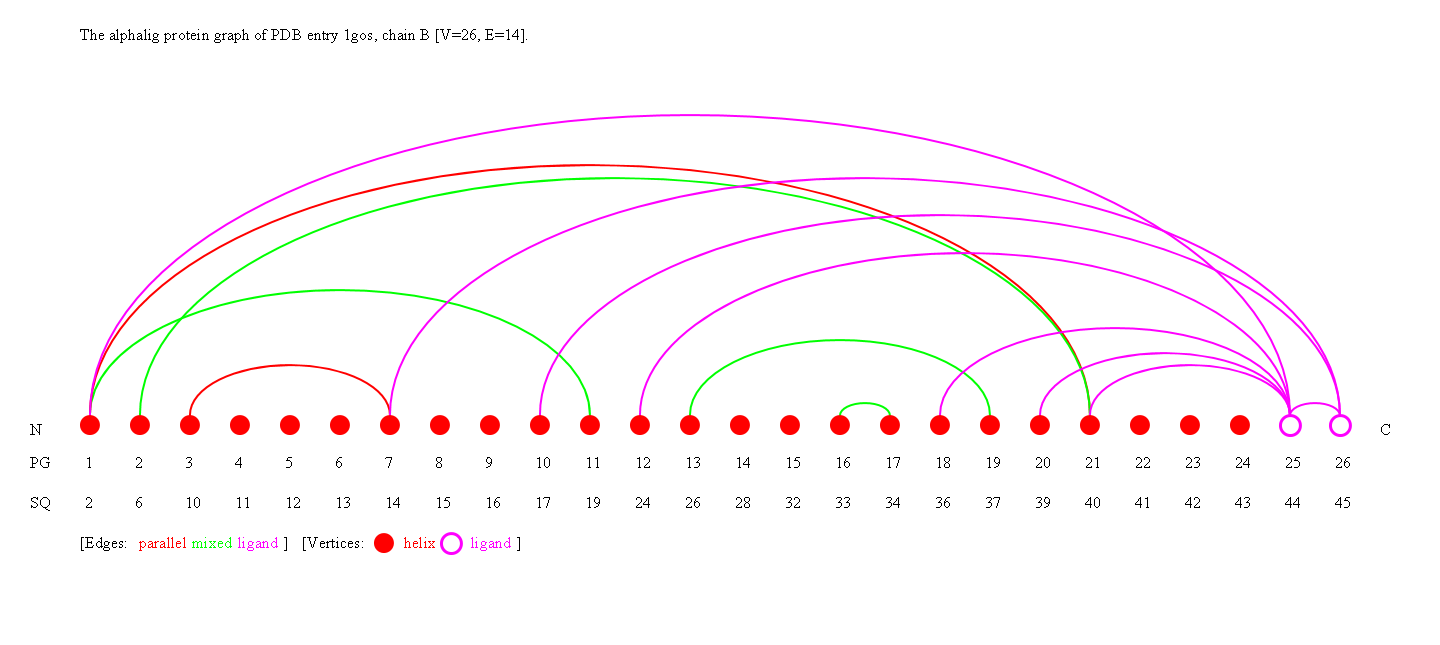 The alphalig protein graph of PDB entry 1gos, chain B [V=26, E=14].
N C
PG 1 2 3 4 5 6 7 8 9 10 11 12 13 14 15 16 17 18 19 20 21 22 23 24 25 26
SQ 2 6 10 11 12 13 14 15 16 17 19 24 26 28 32 33 34 36 37 39 40 41 42 43 44 45
[Edges: parallel mixed ligand ] [Vertices: helix ligand ]